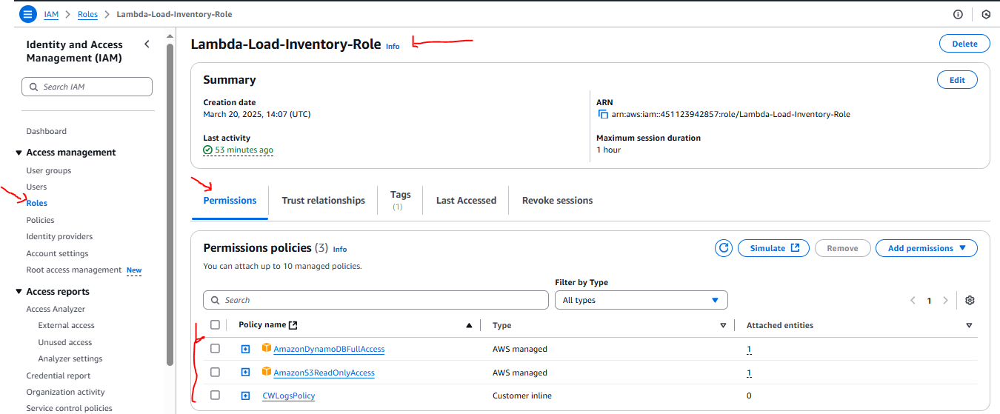 IAM > Roles > Lambda-Load-Inventory-Role
Identity and Access
Management (IAM)
Search IAM
Dashboard
Access management
User groups
Users
Roles
Policies
Identity providers
Account settings
Root access management New
Access reports
Access Analyzer
External access
Unused access
Analyzer settings
Credential report
Organization activity
Service control policies
Lambda-Load-Inventory-Role Info
Delete
Summary
Edit
Creation date
March 20, 2025, 14:07 (UTC)
ARN
arn:aws:iam::451123942857:role/Lambda-Load-Inventory-Role
Last activity
53 minutes ago
Maximum session duration
1 hour
Permissions
Trust relationships
Tags
(1)
Last Accessed
Revoke sessions
Permissions policies (3) Info
Simulate
Remove
Add permissions
You can attach up to 10 managed policies.
Filter by Type
Search
All types
1
Policy name Type Attached entities
AmazonDynamoDBFullAccess AWS managed 1
AmazonS3ReadOnlyAccess AWS managed 1
CWLogsPolicy Customer inline 0